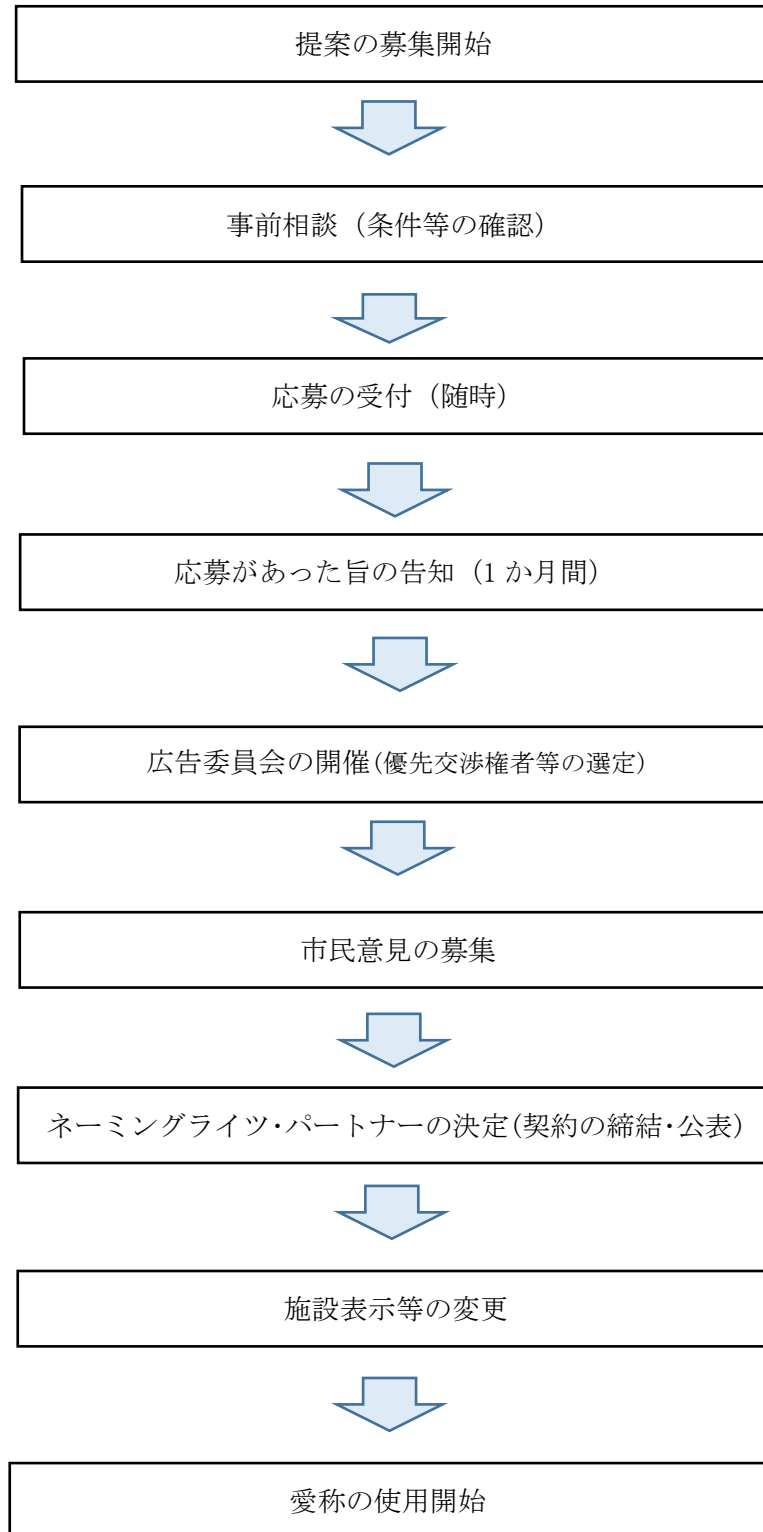 提案の募集開始
事前相談（条件等の確認）
応募の受付（随時）
応募があった旨の告知（1 か月間）
広告委員会の開催(優先交渉権者等の選定)
市民意見の募集
ネーミングライツ・パートナーの決定(契約の締結・公表)
施設表示等の変更
愛称の使用開始